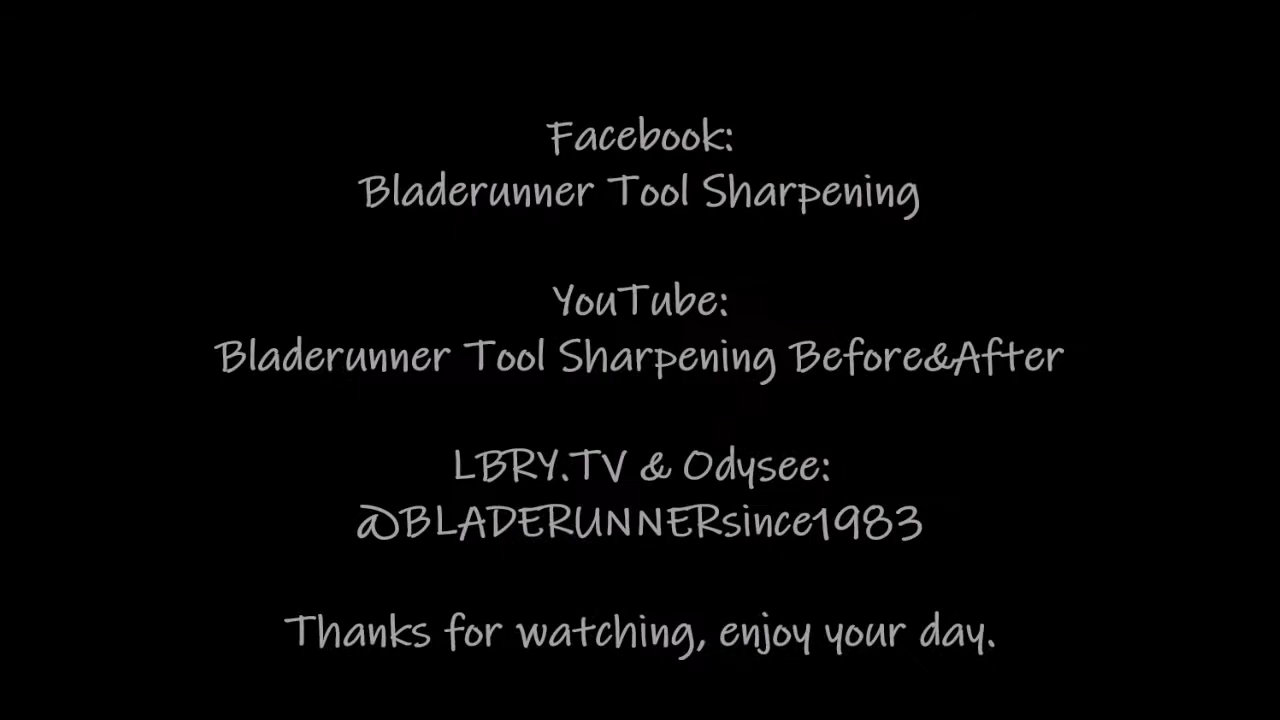 Facebook:
Bladerunner Tool Sharpening
YouTube:
Bladerunner Tool Sharpening Before&After
LBRY.TV & Odysee:
@BLADERUNNERsince1983
Thanks for watching, enjoy your day.